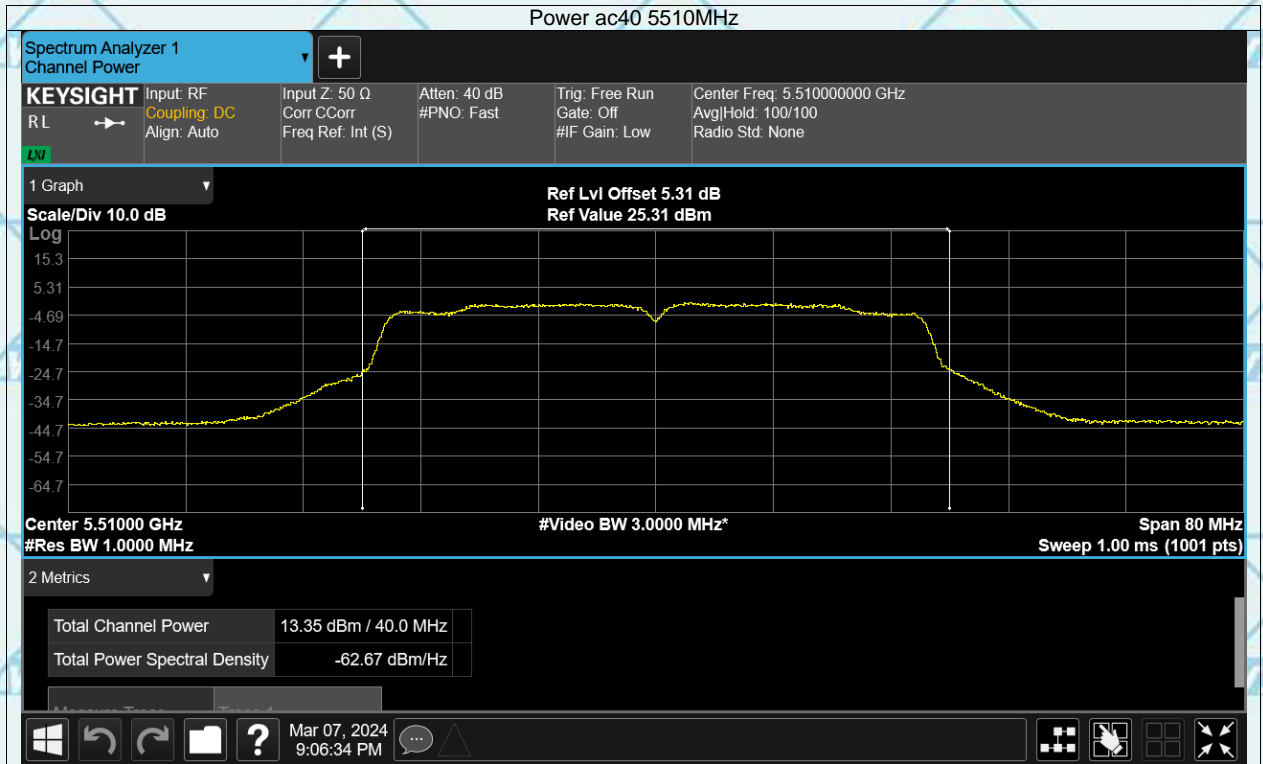 Power ac40 5510MHz
Spectrum Analyzer 1
Channel Power
KEYSIGHT
R L
LXI
Input: RF
Coupling: DC
Align: Auto
Input Z: 50 Ω
Corr CCorr
Freq Ref: Int (S)
Atten: 40 dB
#PNO: Fast
Trig: Free Run
Gate: Off
#IF Gain: Low
Center Freq: 5.510000000 GHz
Avg|Hold: 100/100
Radio Std: None
1 Graph
Scale/Div 10.0 dB
Ref Lvl Offset 5.31 dB
Ref Value 25.31 dBm
Log
15.3
5.31
-4.69
-14.7
-24.7
-34.7
-44.7
-54.7
-64.7
Center 5.51000 GHz
#Video BW 3.0000 MHz*
Span 80 MHz
#Res BW 1.0000 MHz
Sweep 1.00 ms (1001 pts)
2 Metrics
Total Channel Power 13.35 dBm / 40.0 MHz
Total Power Spectral Density -62.67 dBm/Hz
Measure Trace Trace 1
?
Mar 07, 2024
9:06:34 PM